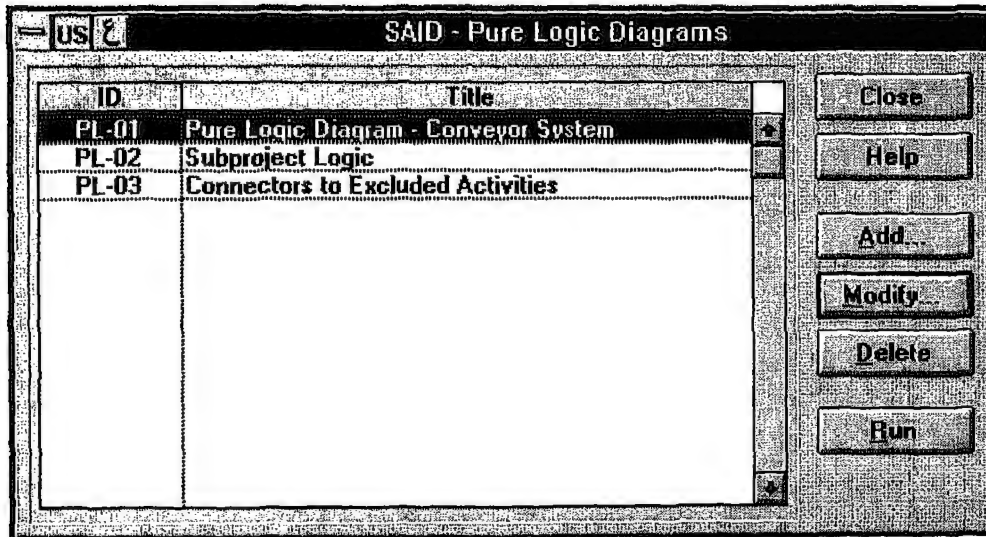 US ع SAID - Pure Logic Diagrams
ID Title
PL-01 Pure Logic Diagram - Conveyor System
PL-02 Subproject Logic
PL-03 Connectors to Excluded Activities
Close
Help
Add...
Modify...
Delete
Run